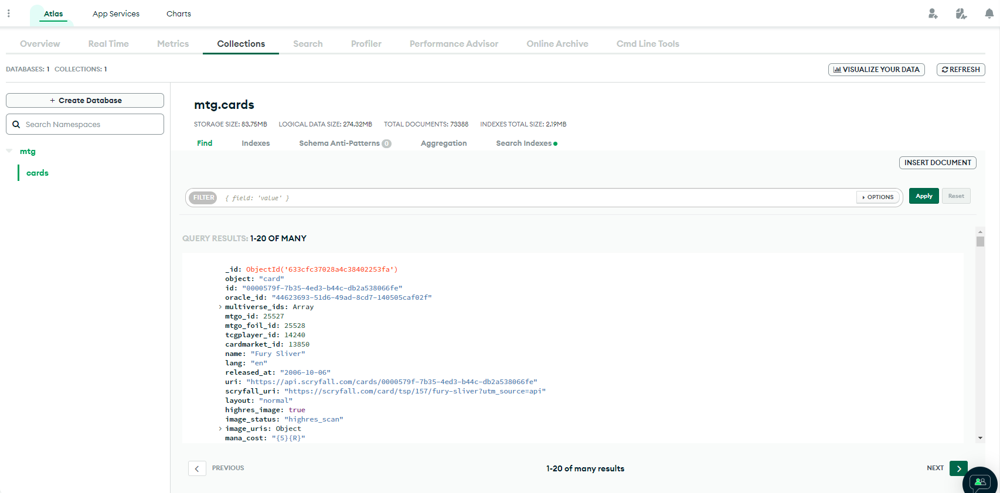 Atlas App Services Charts
Overview Real Time Metrics Collections Search Profiler Performance Advisor Online Archive Cmd Line Tools
DATABASES: 1 COLLECTIONS: 1
VISUALIZE YOUR DATA
REFRESH
+ Create Database
Search Namespaces
mtg
cards
mtg.cards
STORAGE SIZE: 83.75MB LOGICAL DATA SIZE: 274.32MB TOTAL DOCUMENTS: 73388 INDEXES TOTAL SIZE: 2.19MB
Find Indexes Schema Anti-Patterns 0 Aggregation Search Indexes
INSERT DOCUMENT
FILTER { field: 'value' } OPTIONS Apply Reset
QUERY RESULTS: 1-20 OF MANY
_id: ObjectId('633cfc37028a4c38402253fa')
object: "card"
id: "0000579f-7b35-4ed3-b44c-db2a538066fe"
oracle_id: "44623693-51d6-49ad-8cd7-140505caf02f"
multiverse_ids: Array
mtgo_id: 25527
mtgo_foil_id: 25528
tcgplayer_id: 14240
cardmarket_id: 13850
name: "Fury Sliver"
lang: "en"
released_at: "2006-10-06"
uri: "https://api.scryfall.com/cards/0000579f-7b35-4ed3-b44c-db2a538066fe"
scryfall_uri: "https://scryfall.com/card/tsp/157/fury-sliver?utm_source=api"
layout: "normal"
highres_image: true
image_status: "highres_scan"
image_uris: Object
mana_cost: "{5}{R}"
PREVIOUS
1-20 of many results
NEXT